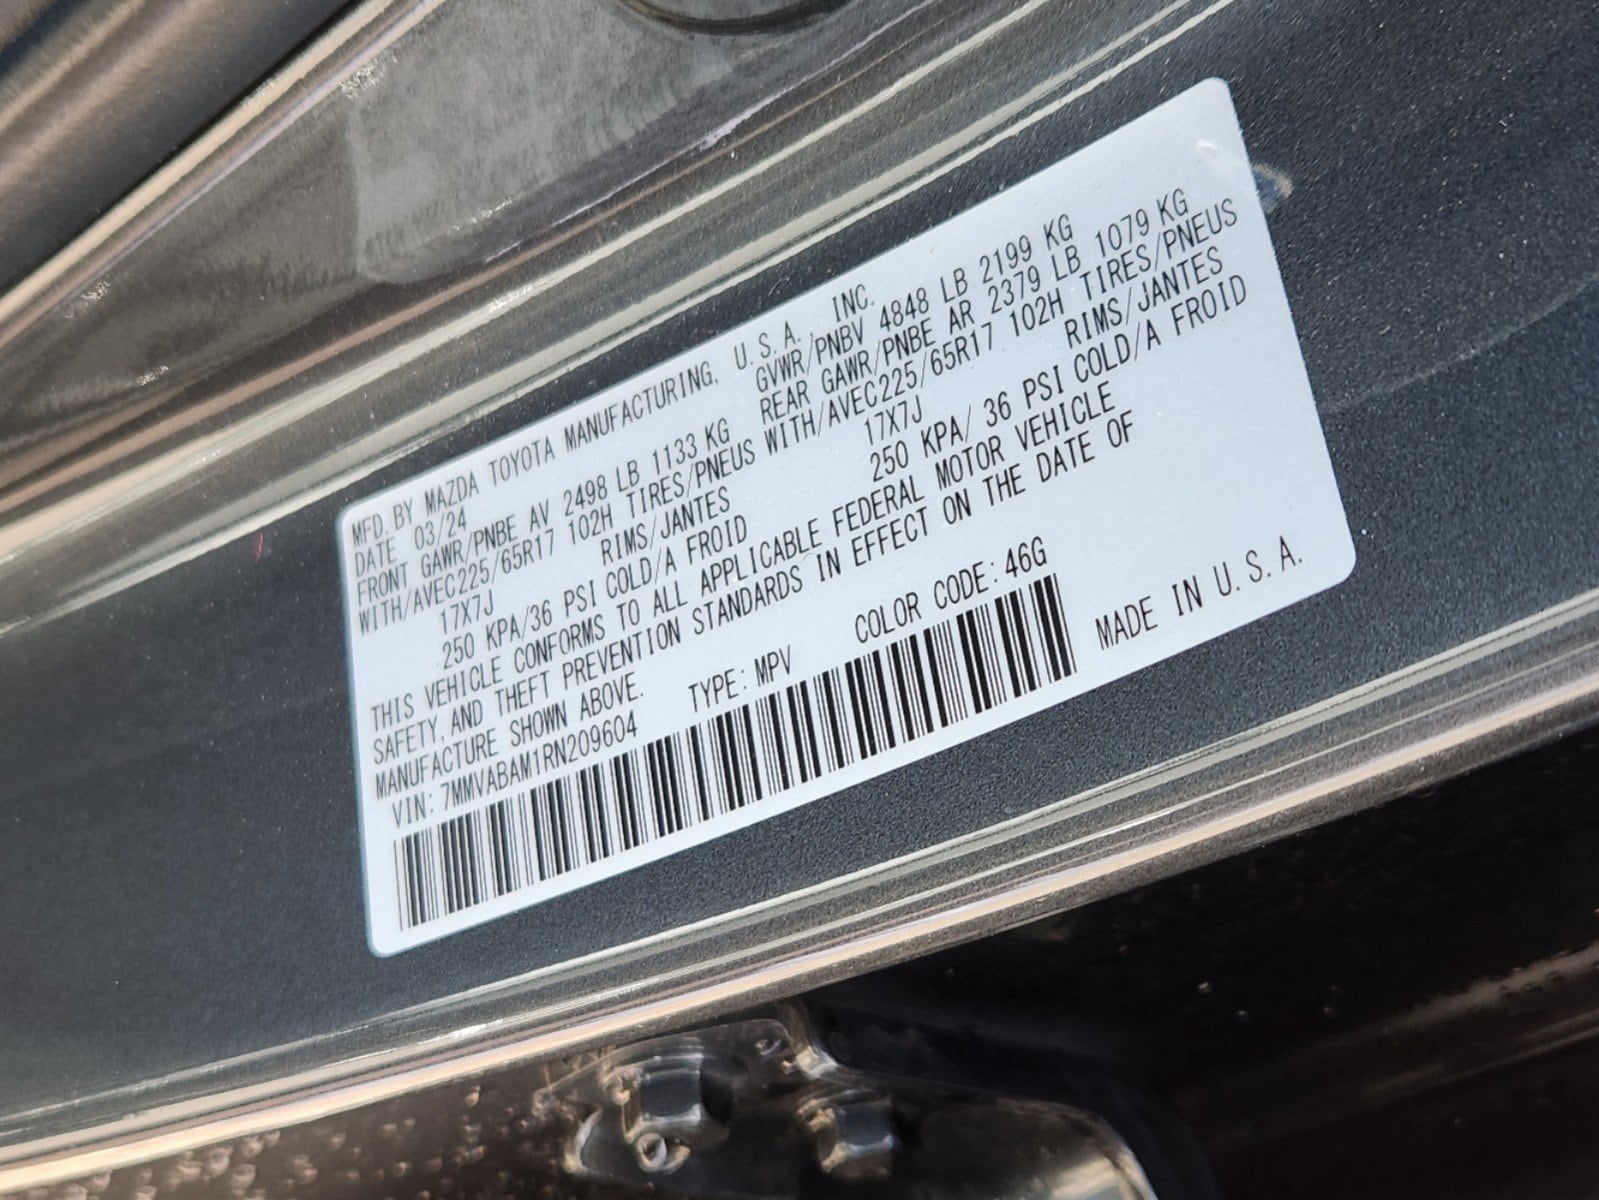 MFD. BY MAZDA TOYOTA MANUFACTURING, U.S.A. INC.
DATE 03/24 GVWR/PNBV 4848 LB 2199 KG
FRONT GAWR/PNBE AV 2498 LB 1133 KG REAR GAWR/PNBE AR 2379 LB 1079 KG
WITH/AVEC225/65R17 102H TIRES/PNEUS WITH/AVEC225/65R17 102H TIRES/PNEUS
17X7J RIMS/JANTES 17X7J RIMS/JANTES
250 KPA/36 PSI COLD/A FROID 250 KPA/ 36 PSI COLD/A FROID
THIS VEHICLE CONFORMS TO ALL APPLICABLE FEDERAL MOTOR VEHICLE
SAFETY, AND THEFT PREVENTION STANDARDS IN EFFECT ON THE DATE OF
MANUFACTURE SHOWN ABOVE.
VIN: 7MMVABAM1RN209604 TYPE: MPV COLOR CODE: 46G
MADE IN U.S.A.